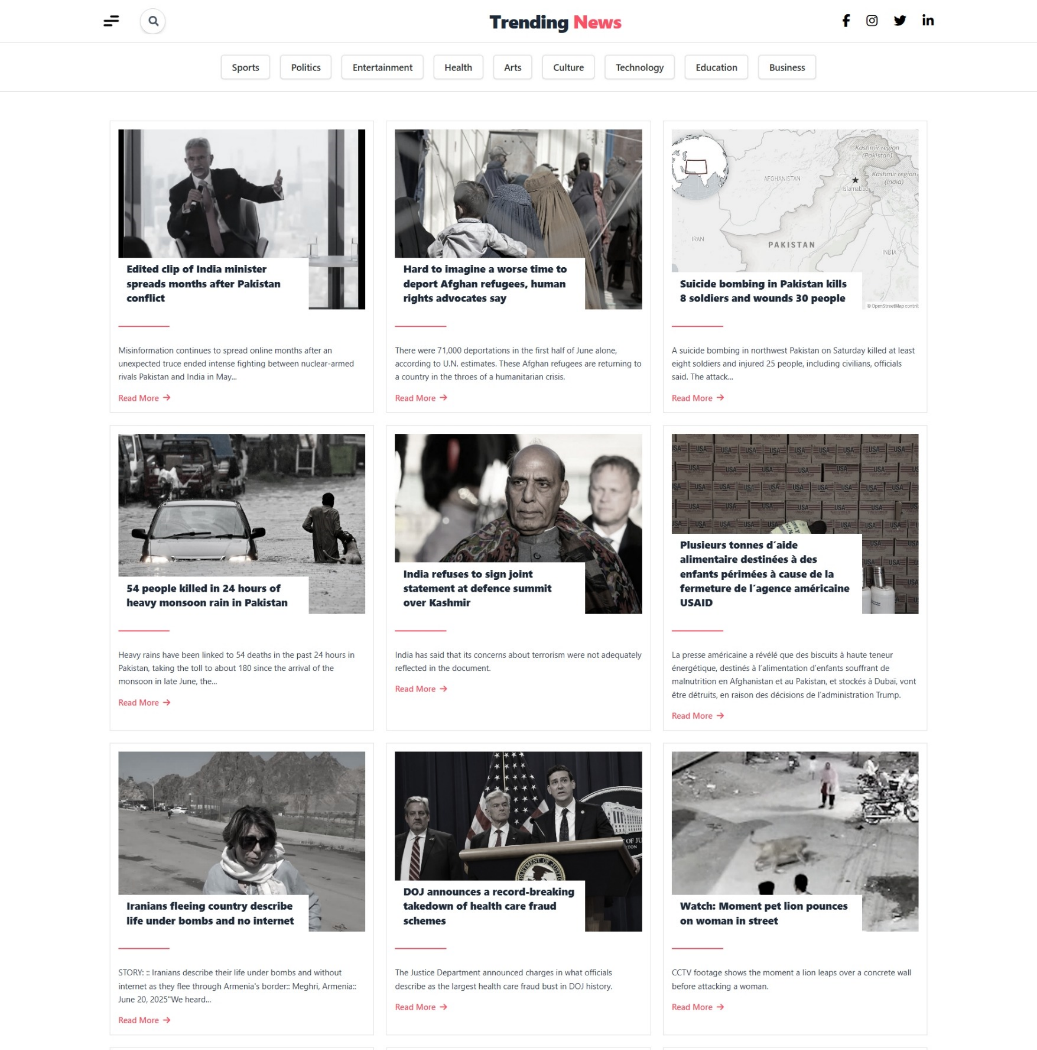 Trending News
Sports
Politics
Entertainment
Health
Arts
Culture
Technology
Education
Business
Edited clip of India minister
spreads months after Pakistan
conflict
Misinformation continues to spread online months after an
unexpected truce ended intense fighting between nuclear-armed
rivals Pakistan and India in May...
Read More
Hard to imagine a worse time to
deport Afghan refugees, human
rights advocates say
There were 71,000 deportations in the first half of June alone,
according to U.N. estimates. These Afghan refugees are returning to
a country in the throes of a humanitarian crisis.
Read More
Kashmir region
(Pakistan)
Kashmir region
(India)
AFGHANISTAN
IRAN
PAKISTAN
INDIA
© OpenStreetMap contrib
Suicide bombing in Pakistan kills
8 soldiers and wounds 30 people
A suicide bombing in northwest Pakistan on Saturday killed at least
eight soldiers and injured 25 people, including civilians, officials
said. The attack...
Read More
54 people killed in 24 hours of
heavy monsoon rain in Pakistan
Heavy rains have been linked to 54 deaths in the past 24 hours in
Pakistan, taking the toll to about 180 since the arrival of the
monsoon in late June, the...
Read More
India refuses to sign joint
statement at defence summit
over Kashmir
India has said that its concerns about terrorism were not adequately
reflected in the document.
Read More
Plusieurs tonnes d´aide
alimentaire destinées à des
enfants périmées à cause de la
fermeture de l´agence américaine
USAID
La presse américaine a révélé que des biscuits à haute teneur
énergétique, destinés à l'alimentation d'enfants souffrant de
malnutrition en Afghanistan et au Pakistan, et stockés à Dubai, vont
être détruits, en raison des décisions de l'administration Trump.
Read More
Iranians fleeing country describe
life under bombs and no internet
STORY: :: Iranians describe their life under bombs and without
internet as they flee through Armenia's border:: Meghri, Armenia::
June 20, 2025"We heard...
Read More
DOJ announces a record-breaking
takedown of health care fraud
schemes
The Justice Department announced charges in what officials
describe as the largest health care fraud bust in DOJ history.
Read More
Watch: Moment pet lion pounces
on woman in street
CCTV footage shows the moment a lion leaps over a concrete wall
before attacking a woman.
Read More